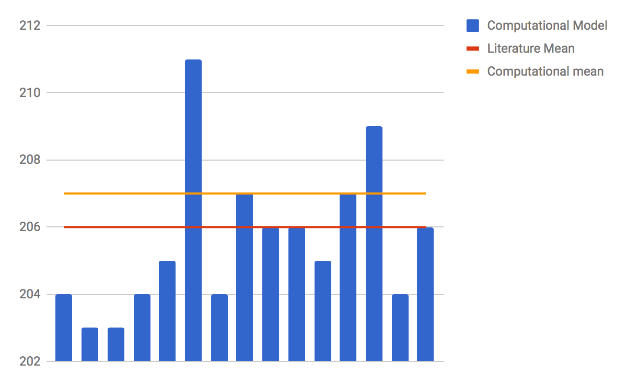 212
210
208
206
204
202
Computational Model
Literature Mean
Computational mean